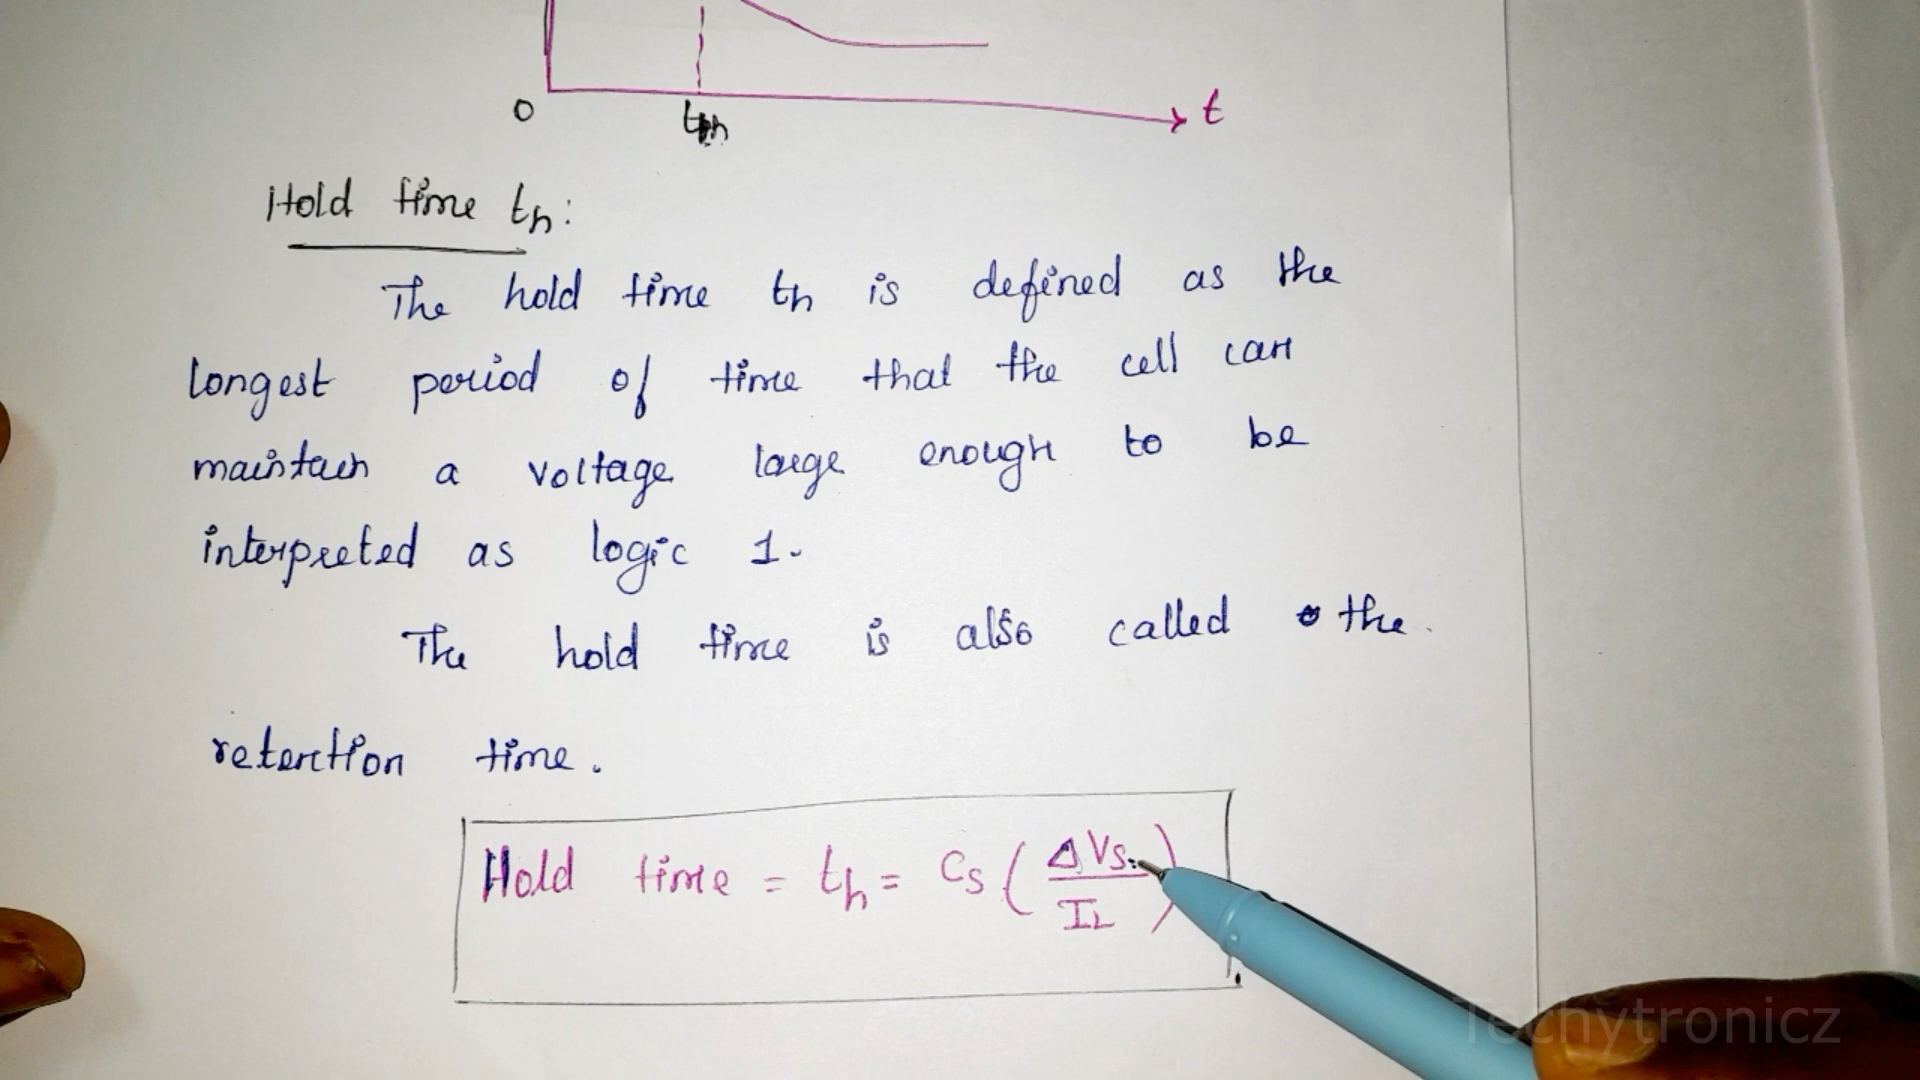 0 th t
Hold time th:
The hold time th is defined as the
longest period of time that the cell can
maintain a voltage large enough to be
interpreted as logic 1.
The hold time is also called the
retention time.
Hold time = th = Cs ( ΔVs / IL )
Techytronicz